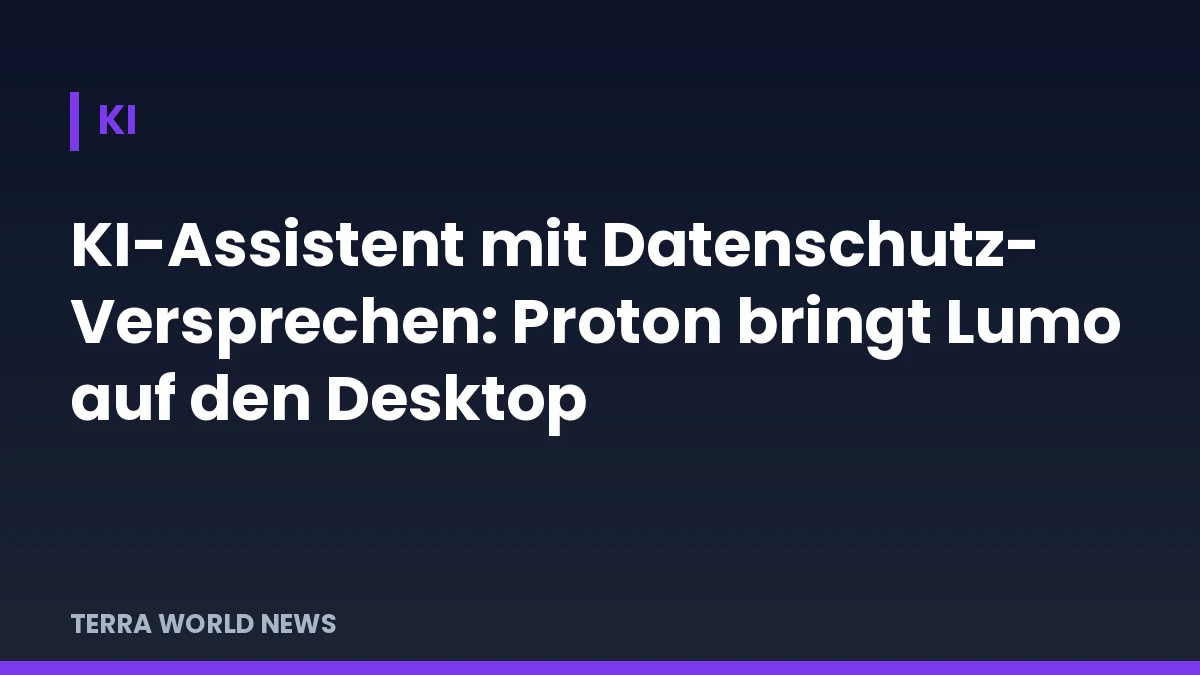 KI
KI-Assistent mit Datenschutz-
Versprechen: Proton bringt Lumo
auf den Desktop
TERRA WORLD NEWS